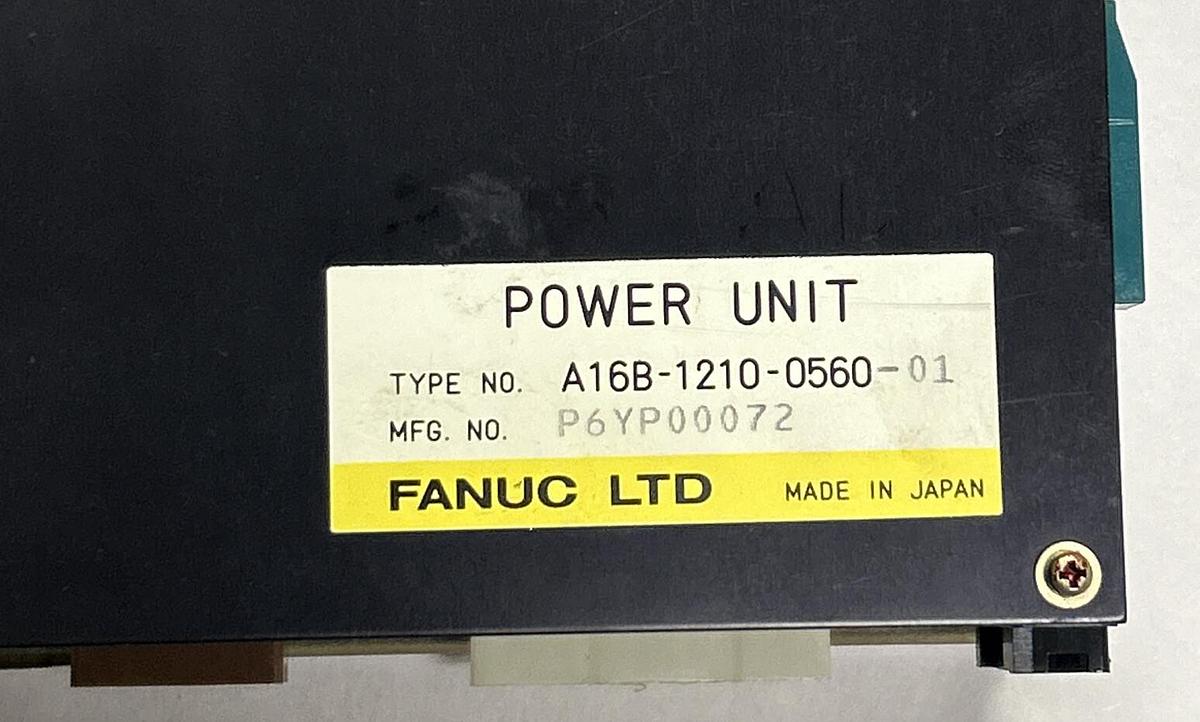 POWER UNIT
TYPE NO. A16B-1210-0560-01
MFG. NO. P6YP00072
FANUC LTD MADE IN JAPAN